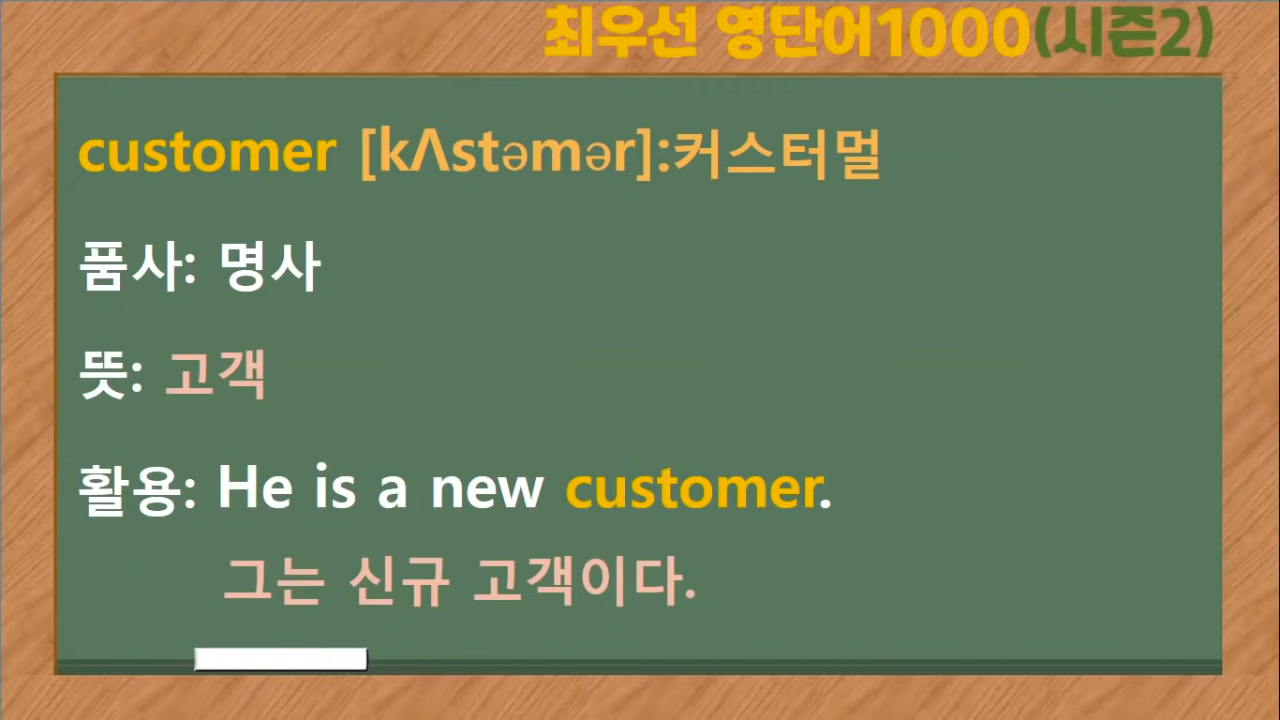 최우선 영단어1000(시즌2)
customer [kΛstəmər]:커스터멀
품사: 명사
뜻: 고객
활용: He is a new customer.
그는 신규 고객이다.